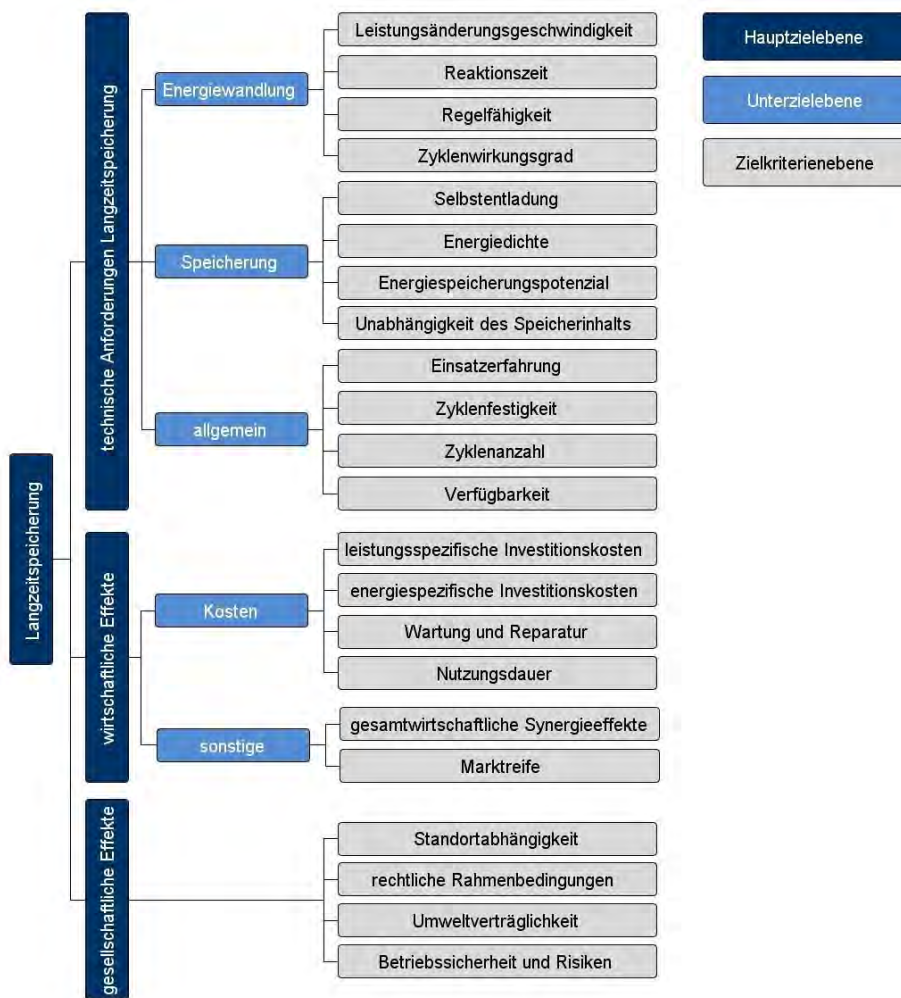 Langzeitspeicherung
technische Anforderungen Langzeitspeicherung
Energiewandlung
Leistungsänderungsgeschwindigkeit
Reaktionszeit
Regelfähigkeit
Zyklenwirkungsgrad
Speicherung
Selbstentladung
Energiedichte
Energiespeicherungspotenzial
Unabhängigkeit des Speicherinhalts
allgemein
Einsatzerfahrung
Zyklenfestigkeit
Zyklenanzahl
Verfügbarkeit
wirtschaftliche Effekte
Kosten
leistungsspezifische Investitionskosten
energiespezifische Investitionskosten
Wartung und Reparatur
Nutzungsdauer
sonstige
gesamtwirtschaftliche Synergieeffekte
Marktreife
gesellschaftliche Effekte
Standortabhängigkeit
rechtliche Rahmenbedingungen
Umweltverträglichkeit
Betriebssicherheit und Risiken
Hauptzielebene
Unterzielebene
Zielkriterienebene